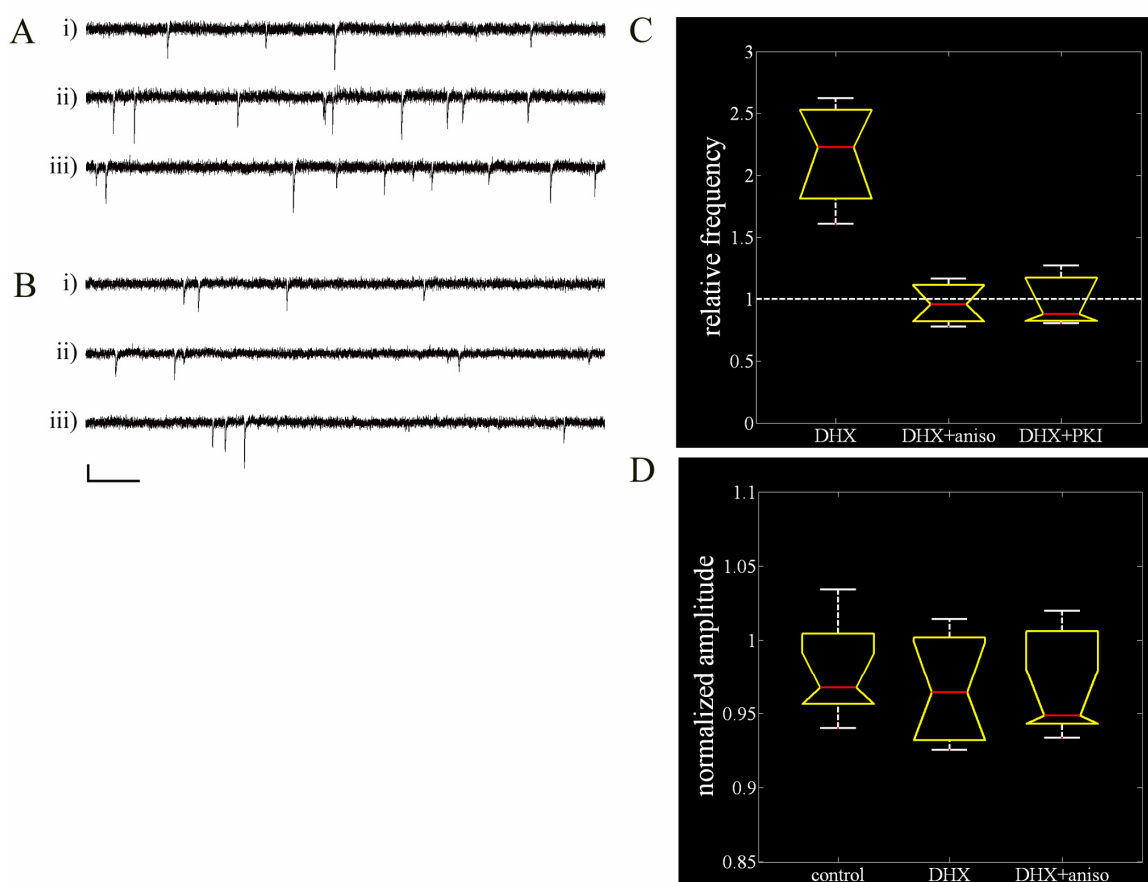 A
i)
ii)
iii)
B
i)
ii)
iii)
C
relative frequency
3
2.5
2
1.5
1
0.5
0
DHX
DHX+aniso
DHX+PKI
D
normalized amplitude
1.1
1.05
1
0.95
0.9
0.85
control
DHX
DHX+aniso